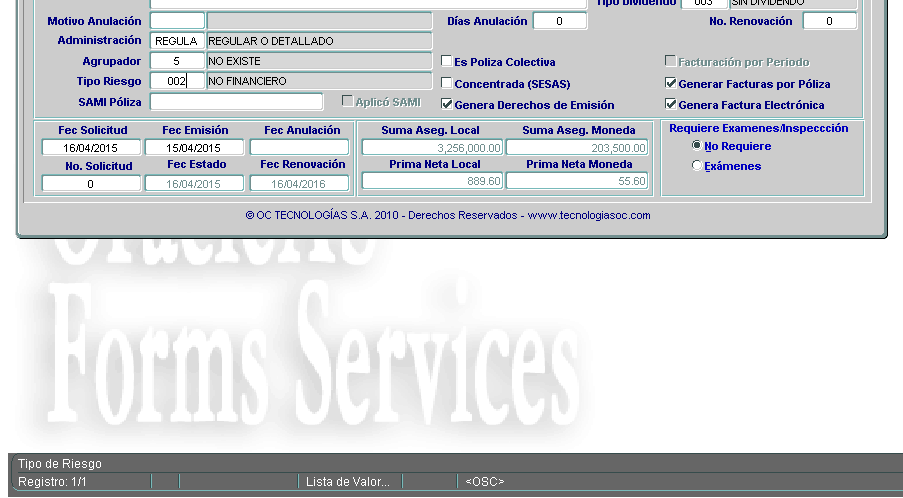 Tipo Dividendo 003 SIN DIVIDENDO
Motivo Anulación Días Anulación 0 No. Renovación 0
Administración REGULA REGULAR O DETALLADO
Agrupador 5 NO EXISTE Es Poliza Colectiva Facturación por Periodo
Tipo Riesgo 002 NO FINANCIERO Concentrada (SESAS) Generar Facturas por Póliza
SAMI Póliza Aplicó SAMI Genera Derechos de Emisión Genera Factura Electrónica
Fec Solicitud Fec Emisión Fec Anulación Suma Aseg. Local Suma Aseg. Moneda Requiere Examenes/Inspeccción
16/04/2015 15/04/2015 3,256,000.00 203,500.00 No Requiere
No. Solicitud Fec Estado Fec Renovación Prima Neta Local Prima Neta Moneda Exámenes
0 16/04/2015 16/04/2016 889.60 55.60
© OC TECNOLOGÍAS S.A. 2010 - Derechos Reservados - www.tecnologiasoc.com
Forms Services
Tipo de Riesgo
Registro: 1/1 Lista de Valor... <OSC>